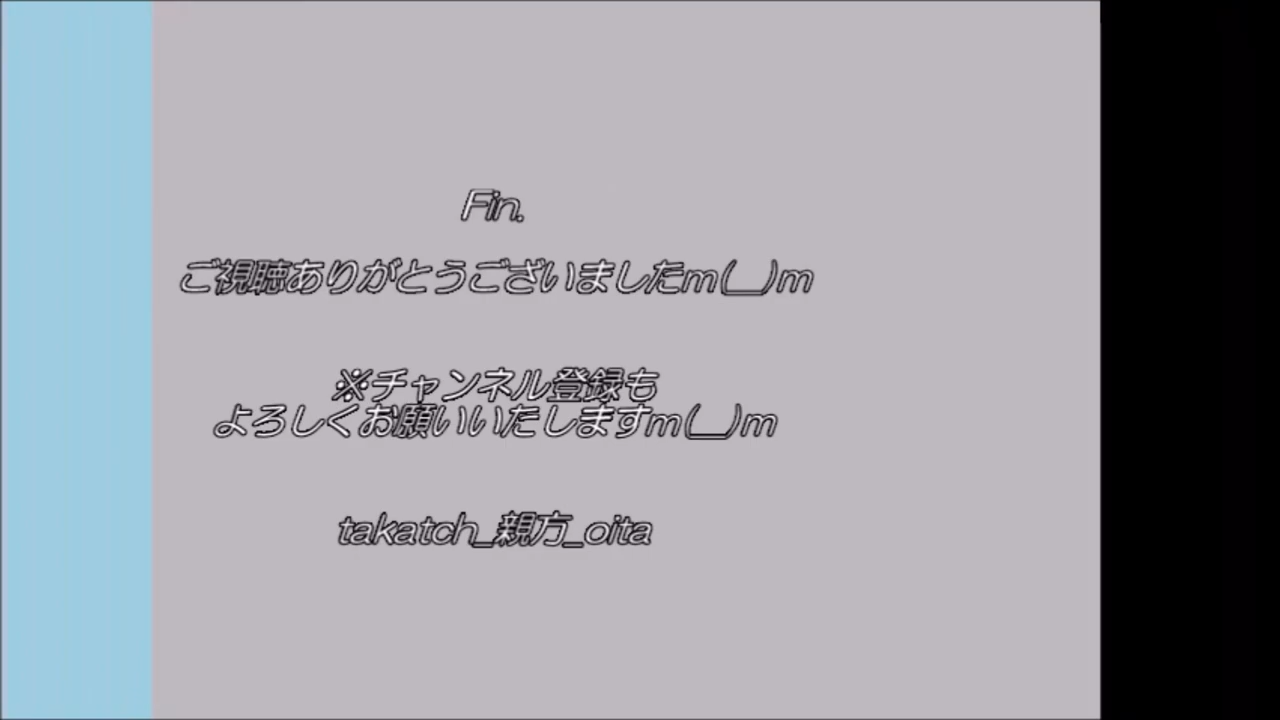 Fin.
ご視聴ありがとうございましたm(__)m
※チャンネル登録も
よろしくお願いいたしますm(__)m
takatch_親方_oita